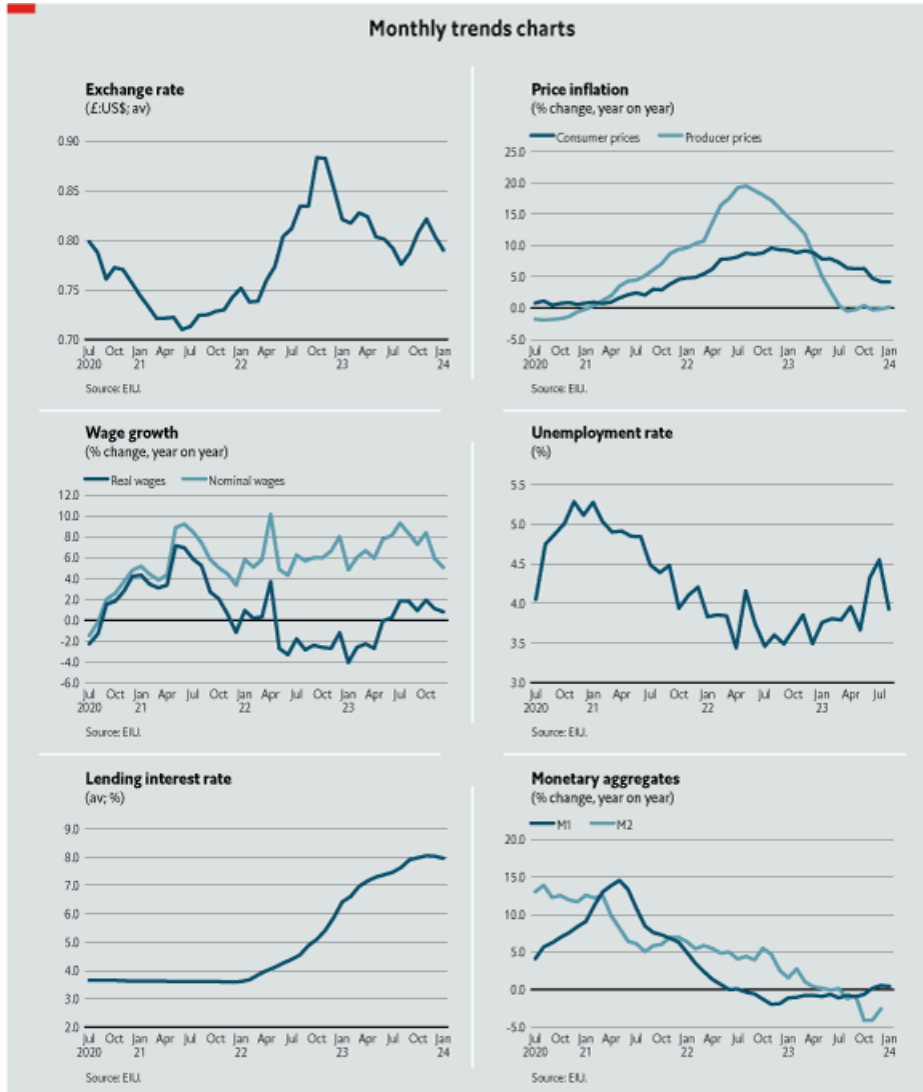 Monthly trends charts
Exchange rate
(£:US$; av)
0.90
0.85
0.80
0.75
0.70
Jul Oct Jan Apr Jul Oct Jan Apr Jul Oct Jan Apr Jul Oct Jan
2020 21 22 23 24
Source: EIU.
Price inflation
(% change, year on year)
Consumer prices Producer prices
25.0
20.0
15.0
10.0
5.0
0.0
-5.0
Jul Oct Jan Apr Jul Oct Jan Apr Jul Oct Jan Apr Jul Oct Jan
2020 21 22 23 24
Source: EIU.
Wage growth
(% change, year on year)
Real wages Nominal wages
12.0
10.0
8.0
6.0
4.0
2.0
0.0
-2.0
-4.0
-6.0
Jul Oct Jan Apr Jul Oct Jan Apr Jul Oct Jan Apr Jul Oct
2020 21 22 23
Source: EIU.
Unemployment rate
(%)
5.5
5.0
4.5
4.0
3.5
3.0
Jul Oct Jan Apr Jul Oct Jan Apr Jul Oct Jan Apr Jul
2020 21 22 23
Source: EIU.
Lending interest rate
(av; %)
9.0
8.0
7.0
6.0
5.0
4.0
3.0
2.0
Jul Oct Jan Apr Jul Oct Jan Apr Jul Oct Jan Apr Jul Oct Jan
2020 21 22 23 24
Source: EIU.
Monetary aggregates
(% change, year on year)
M1 M2
20.0
15.0
10.0
5.0
0.0
-5.0
Jul Oct Jan Apr Jul Oct Jan Apr Jul Oct Jan Apr Jul Oct Jan
2020 21 22 23 24
Source: EIU.